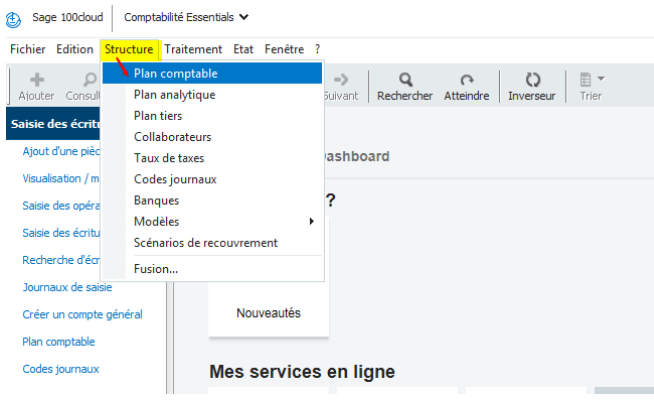 Sage 100cloud Comptabilité Essentials
Fichier Edition Structure Traitement Etat Fenêtre ?
Plan comptable
Plan analytique
Plan tiers
Collaborateurs
Taux de taxes
Codes journaux
Banques
Modèles
Scénarios de recouvrement
Fusion...
Ajouter Consul Suivant Rechercher Atteindre Inverseur Trier
Saisie des écrit
Ajout d'une pièc
Visualisation / m
Saisie des opéra
Saisie des écritu
Recherche d'écr
Journaux de saisie
Créer un compte général
Plan comptable
Codes journaux
ashboard
?
Nouveautés
Mes services en ligne